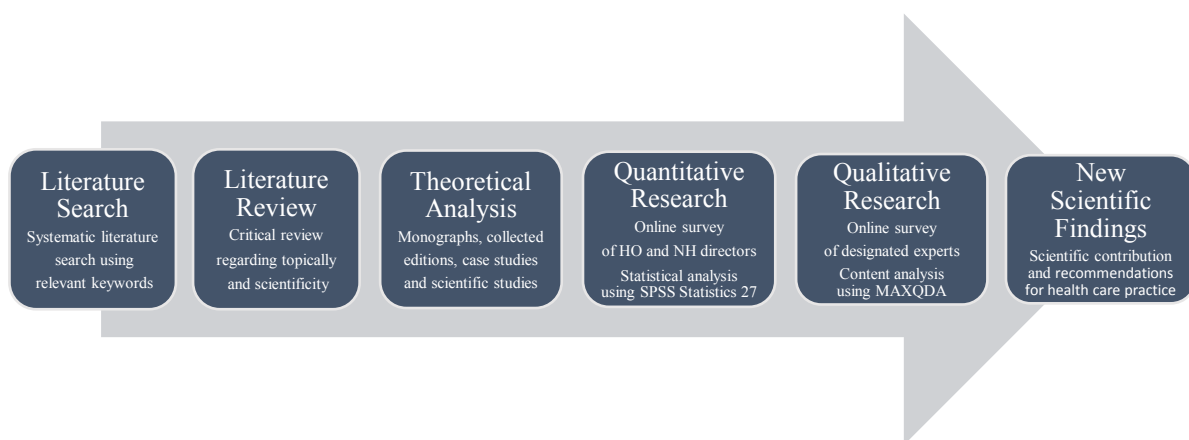 Literature
Search
Systematic literature
search using
relevant keywords
Literature
Review
Critical review
regarding topically
and scientificity
Theoretical
Analysis
Monographs, collected
editions, case studies
and scientific studies
Quantitative
Research
Online survey
of HO and NH directors
Statistical analysis
using SPSS Statistics 27
Qualitative
Research
Online survey
of designated experts
Content analysis
using MAXQDA
New
Scientific
Findings
Scientific contribution
and recommendations
for health care practice